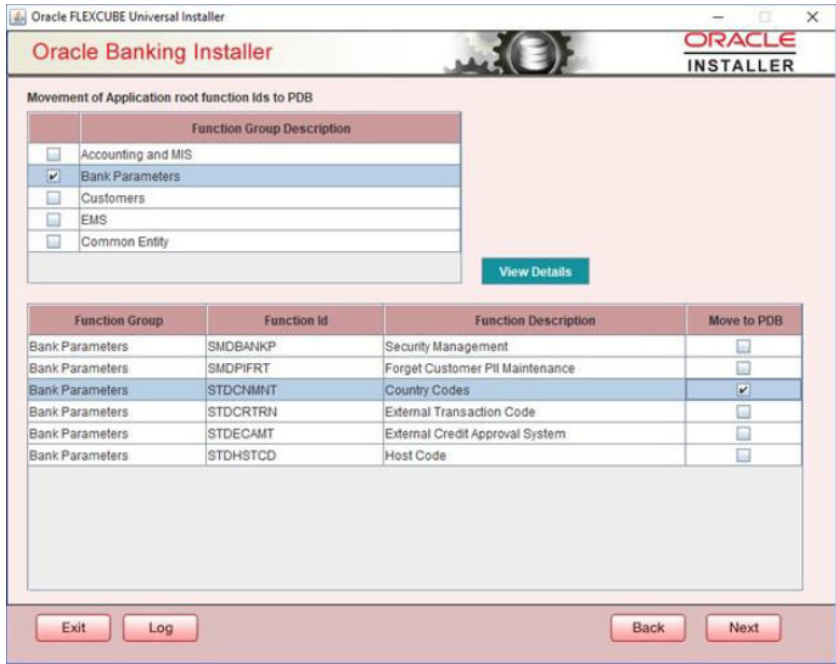 Oracle FLEXCUBE Universal Installer
Oracle Banking Installer
ORACLE
INSTALLER
Movement of Application root function Ids to PDB
Function Group Description
Accounting and MIS
Bank Parameters
Customers
EMS
Common Entity
View Details
Function Group Function Id Function Description Move to PDB
Bank Parameters SMDBANKP Security Management
Bank Parameters SMDPIFRT Forget Customer PII Maintenance
Bank Parameters STDCNMNT Country Codes
Bank Parameters STDCRTRN External Transaction Code
Bank Parameters STDECAMT External Credit Approval System
Bank Parameters STDHSTCD Host Code
Exit Log Back Next